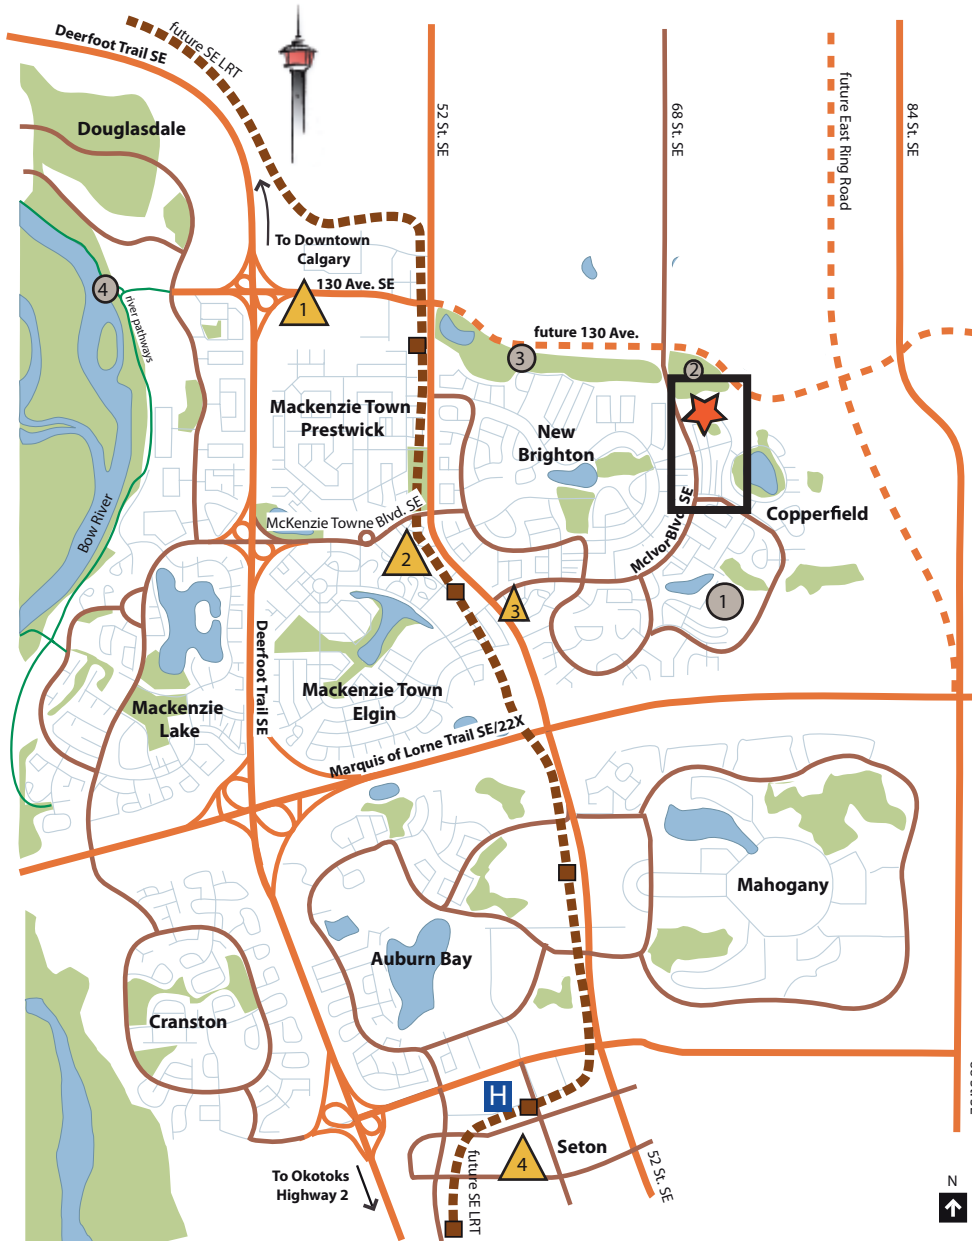 Deerfoot Trail SE
future SE LRT
Douglasdale
52 St. SE
68 St. SE
future East Ring Road
84 St. SE
To Downtown
Calgary
130 Ave. SE
4
river pathways
1
future 130 Ave.
3
2
Mackenzie Town
Prestwick
New
Brighton
Bow River
McKenzie Towne Blvd. SE
McIvor Blvd. SE
Copperfield
2
3
1
Deerfoot Trail SE
Mackenzie Town
Elgin
Mackenzie
Lake
Marquis of Lorne Trail SE/22X
Mahogany
Auburn Bay
Cranston
H
Seton
4
To Okotoks
Highway 2
future SE LRT
52 St. SE
N